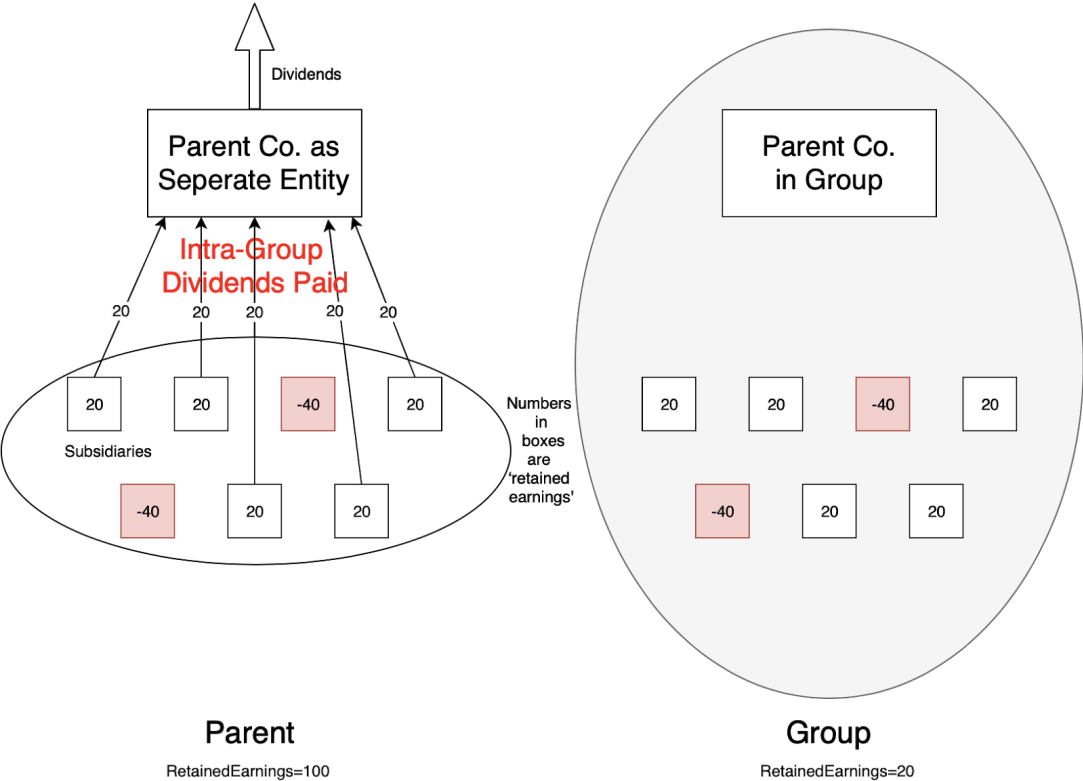 Dividends
Parent Co. as
Seperate Entity
Intra-Group
Dividends Paid
20
20
20
20
20
20
20
-40
20
Subsidiaries
-40
20
20
Numbers
in
boxes
are
'retained
earnings'
Parent
RetainedEarnings=100
Parent Co.
in Group
20
20
-40
20
-40
20
20
Group
RetainedEarnings=20